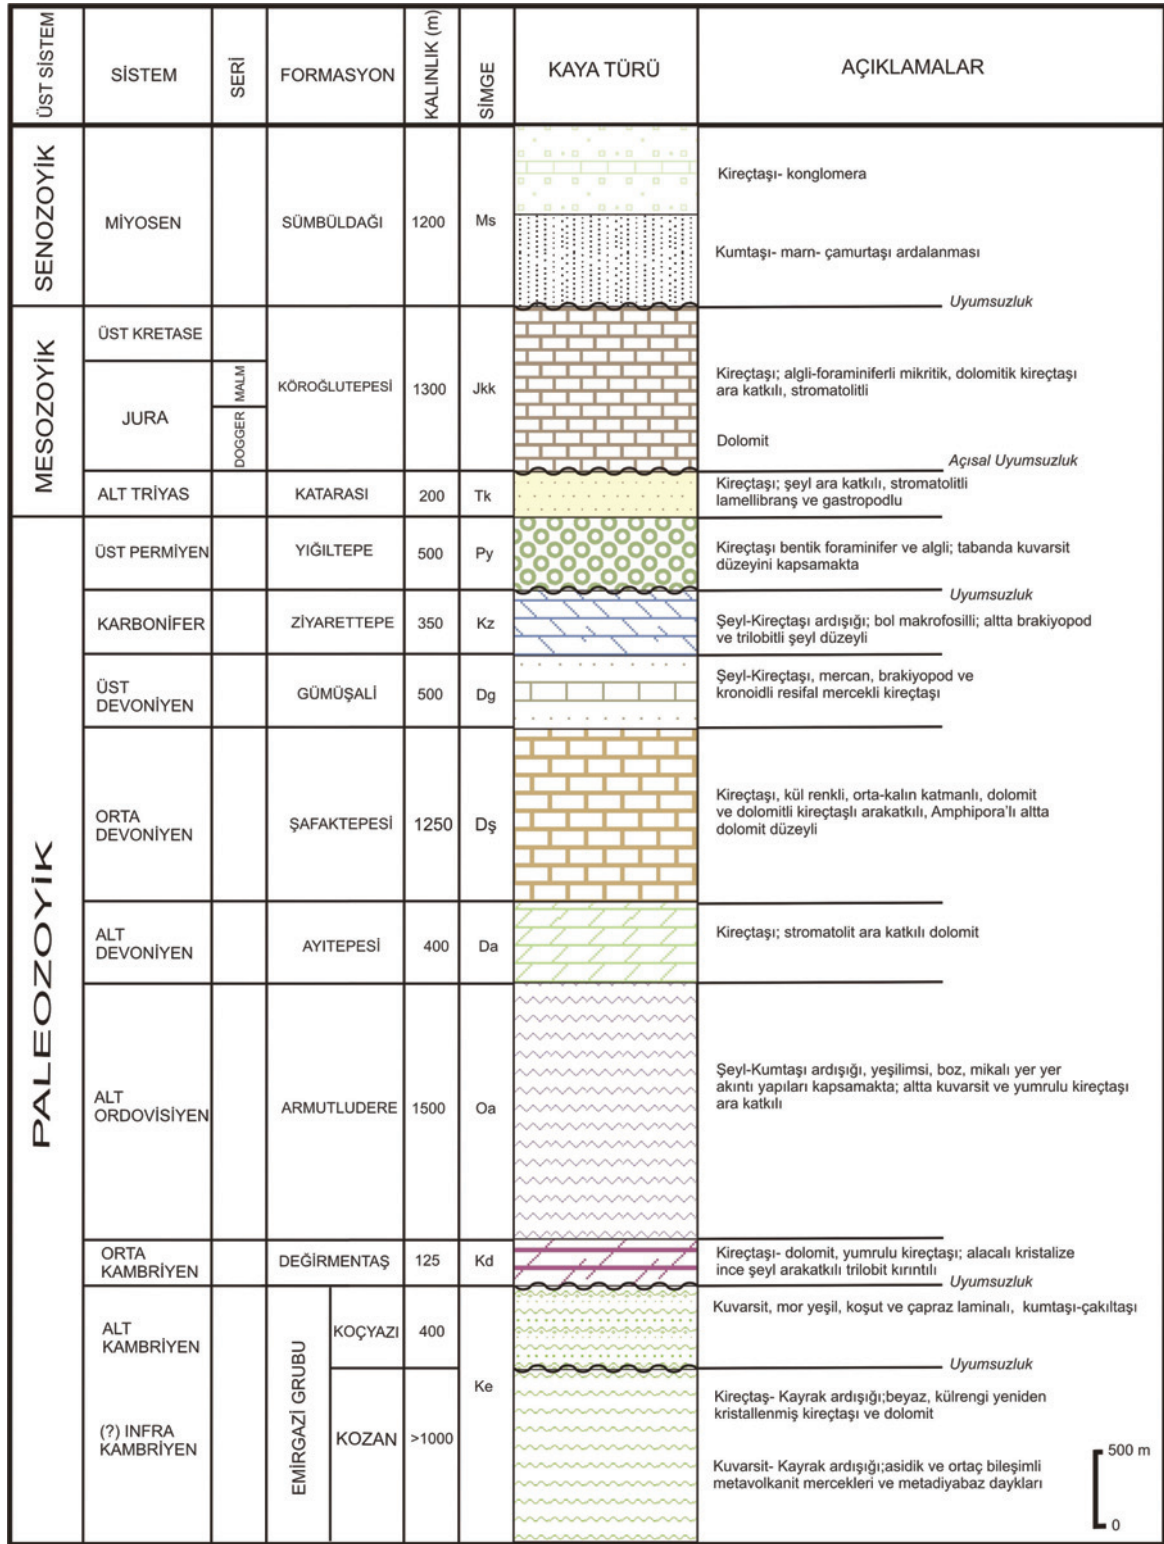 ÜST SİSTEM
SİSTEM
SERİ
FORMASYON
KALINLIK (m)
SİMGE
KAYA TÜRÜ
AÇIKLAMALAR
SENOZOYİK
MİYOSEN
SÜMBÜLDAĞI
1200
Ms
Kireçtaşı- konglomera
Kumtaşı- marn- çamurtaşı ardalanması
Uyumsuzluk
MESOZOYİK
ÜST KRETASE
JURA
MALM
DOGGER
KÖROĞLUTEPESİ
1300
Jkk
Kireçtaşı; algli-foraminiferli mikritik, dolomitik kireçtaşı
ara katkılı, stromatolitli
Dolomit
Açısal Uyumsuzluk
ALT TRİYAS
KATARASI
200
Tk
Kireçtaşı; şeyl ara katkılı, stromatolitli
lamellibranş ve gastropodlu
PALEOZOYİK
ÜST PERMİYEN
YIĞILTEPE
500
Py
Kireçtaşı bentik foraminifer ve algli; tabanda kuvarsit
düzeyini kapsamakta
Uyumsuzluk
KARBONİFER
ZİYARETTEPE
350
Kz
Şeyl-Kireçtaşı ardışığı; bol makrofosilli; altta brakiyopod
ve trilobitli şeyl düzeyli
ÜST
DEVONİYEN
GÜMÜŞALİ
500
Dg
Şeyl-Kireçtaşı, mercan, brakiyopod ve
kronoidli resifal mercekli kireçtaşı
ORTA
DEVONİYEN
ŞAFAKTEPESİ
1250
Dş
Kireçtaşı, kül renkli, orta-kalın katmanlı, dolomit
ve dolomitli kireçtaşlı arakatkılı, Amphipora'lı altta
dolomit düzeyli
ALT
DEVONİYEN
AYITEPESİ
400
Da
Kireçtaşı; stromatolit ara katkılı dolomit
ALT
ORDOVİSİYEN
ARMUTLUDERE
1500
Oa
Şeyl-Kumtaşı ardışığı, yeşilimsi, boz, mikalı yer yer
akıntı yapıları kapsamakta; altta kuvarsit ve yumrulu kireçtaşı
ara katkılı
ORTA
KAMBRİYEN
DEĞİRMENTAŞ
125
Kd
Kireçtaşı- dolomit, yumrulu kireçtaşı; alacalı kristalize
ince şeyl arakatkılı trilobit kırıntılı
Uyumsuzluk
ALT
KAMBRİYEN
EMİRGAZİ GRUBU
KOÇYAZI
400
Ke
Kuvarsit, mor yeşil, koşut ve çapraz laminalı, kumtaşı-çakıltaşı
Uyumsuzluk
(?) INFRA
KAMBRİYEN
KOZAN
>1000
Kireçtaş- Kayrak ardışığı;beyaz, külrengi yeniden
kristallenmiş kireçtaşı ve dolomit
Kuvarsit- Kayrak ardışığı;asidik ve ortaç bileşimli
metavolkanit mercekleri ve metadiyabaz daykları
500 m
0